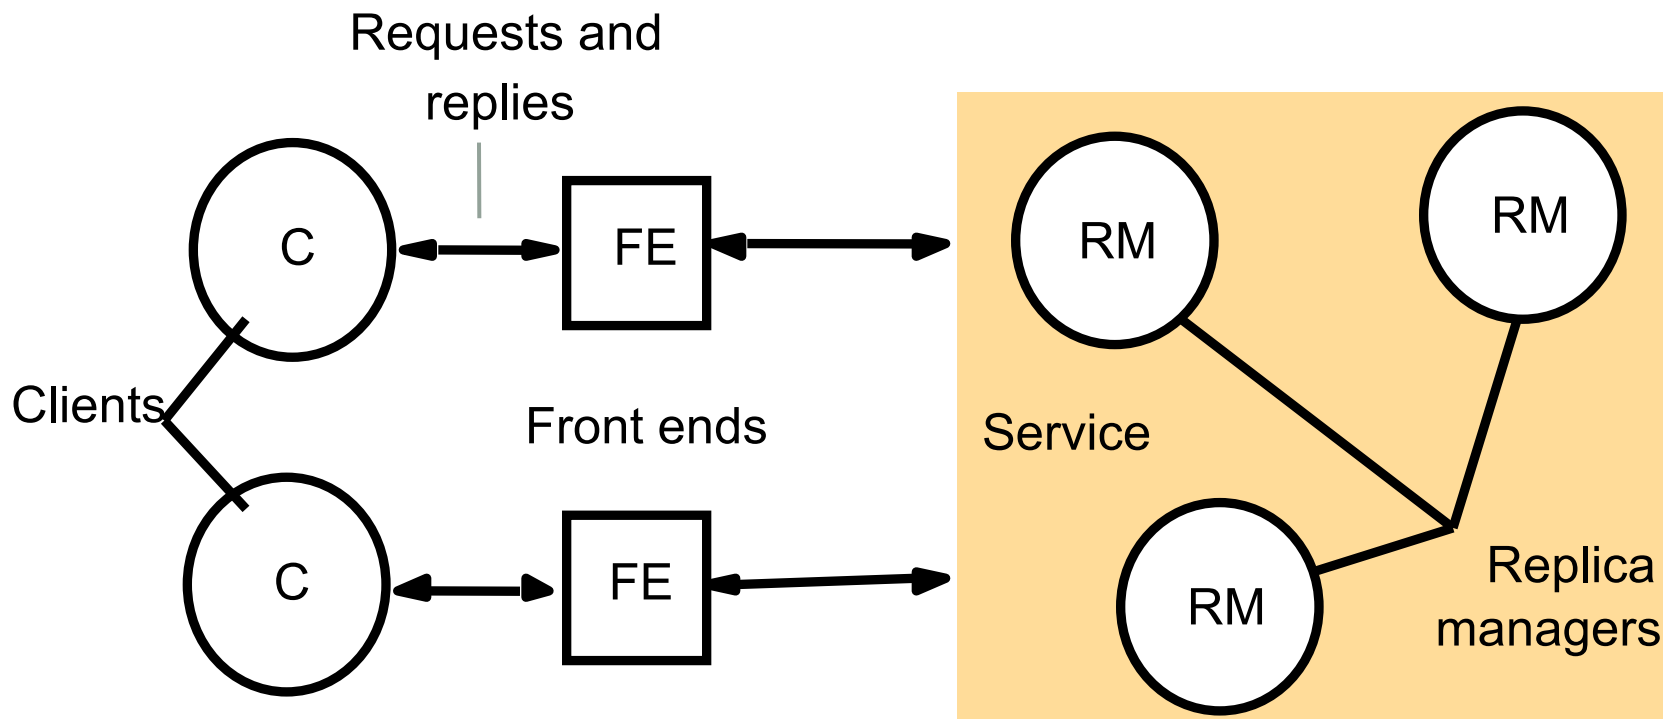 Requests and
replies
C
FE
RM
RM
Clients
Front ends
Service
C
FE
RM
Replica
managers